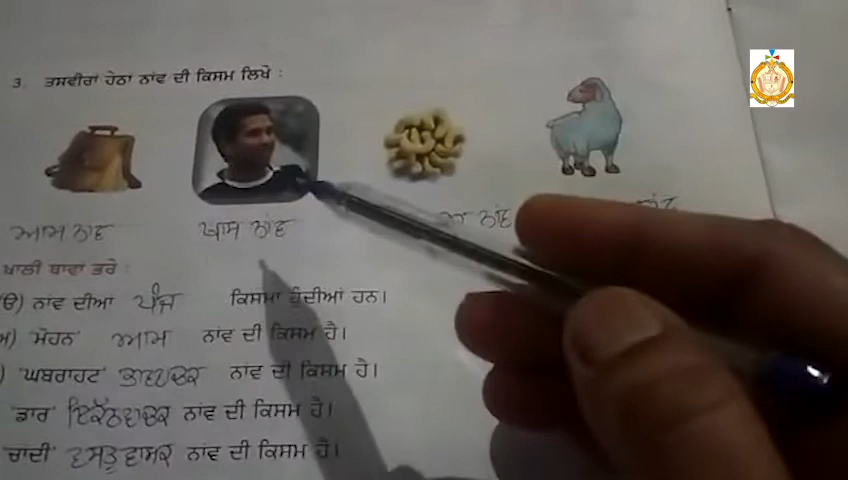 3. ਤਸਵੀਰਾਂ ਹੇਠਾ ਨਾਂਵ ਦੀ ਕਿਸਮ ਲਿਖੋ :
ਆਮ ਨਾਂਵ ਖਾਸ ਨਾਂਵ ਨਾਂਵ
ਖਾਲੀ ਥਾਵਾਂ ਭਰੋ :
ੳ) ਨਾਂਵ ਦੀਆ ਪੰਜ ਕਿਸਮਾ ਹੁੰਦੀਆਂ ਹਨ।
ਅ) 'ਮੋਹਨ' ਆਮ ਨਾਂਵ ਦੀ ਕਿਸਮ ਹੈ।
) 'ਘਬਰਾਹਟ' ਭਾਵਵਾਚਕ ਨਾਂਵ ਦੀ ਕਿਸਮ ਹੈ।
'ਡਾਰ' ਇਕੱਠਵਾਚਕ ਨਾਂਵ ਦੀ ਕਿਸਮ ਹੈ।
'ਚਾਂਦੀ' ਵਸਤੂਵਾਚਕ ਨਾਂਵ ਦੀ ਕਿਸਮ ਹੈ।